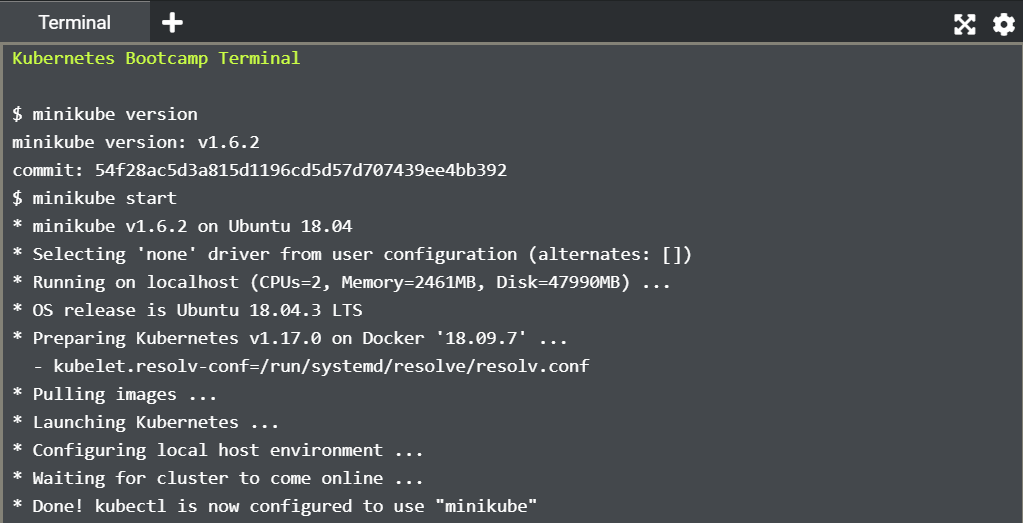 Terminal
Kubernetes Bootcamp Terminal
$ minikube version
minikube version: v1.6.2
commit: 54f28ac5d3a815d1196cd5d57d707439ee4bb392
$ minikube start
* minikube v1.6.2 on Ubuntu 18.04
* Selecting 'none' driver from user configuration (alternates: [])
* Running on localhost (CPUs=2, Memory=2461MB, Disk=47990MB) ...
* OS release is Ubuntu 18.04.3 LTS
* Preparing Kubernetes v1.17.0 on Docker '18.09.7' ...
  - kubelet.resolv-conf=/run/systemd/resolve/resolv.conf
* Pulling images ...
* Launching Kubernetes ...
* Configuring local host environment ...
* Waiting for cluster to come online ...
* Done! kubectl is now configured to use "minikube"